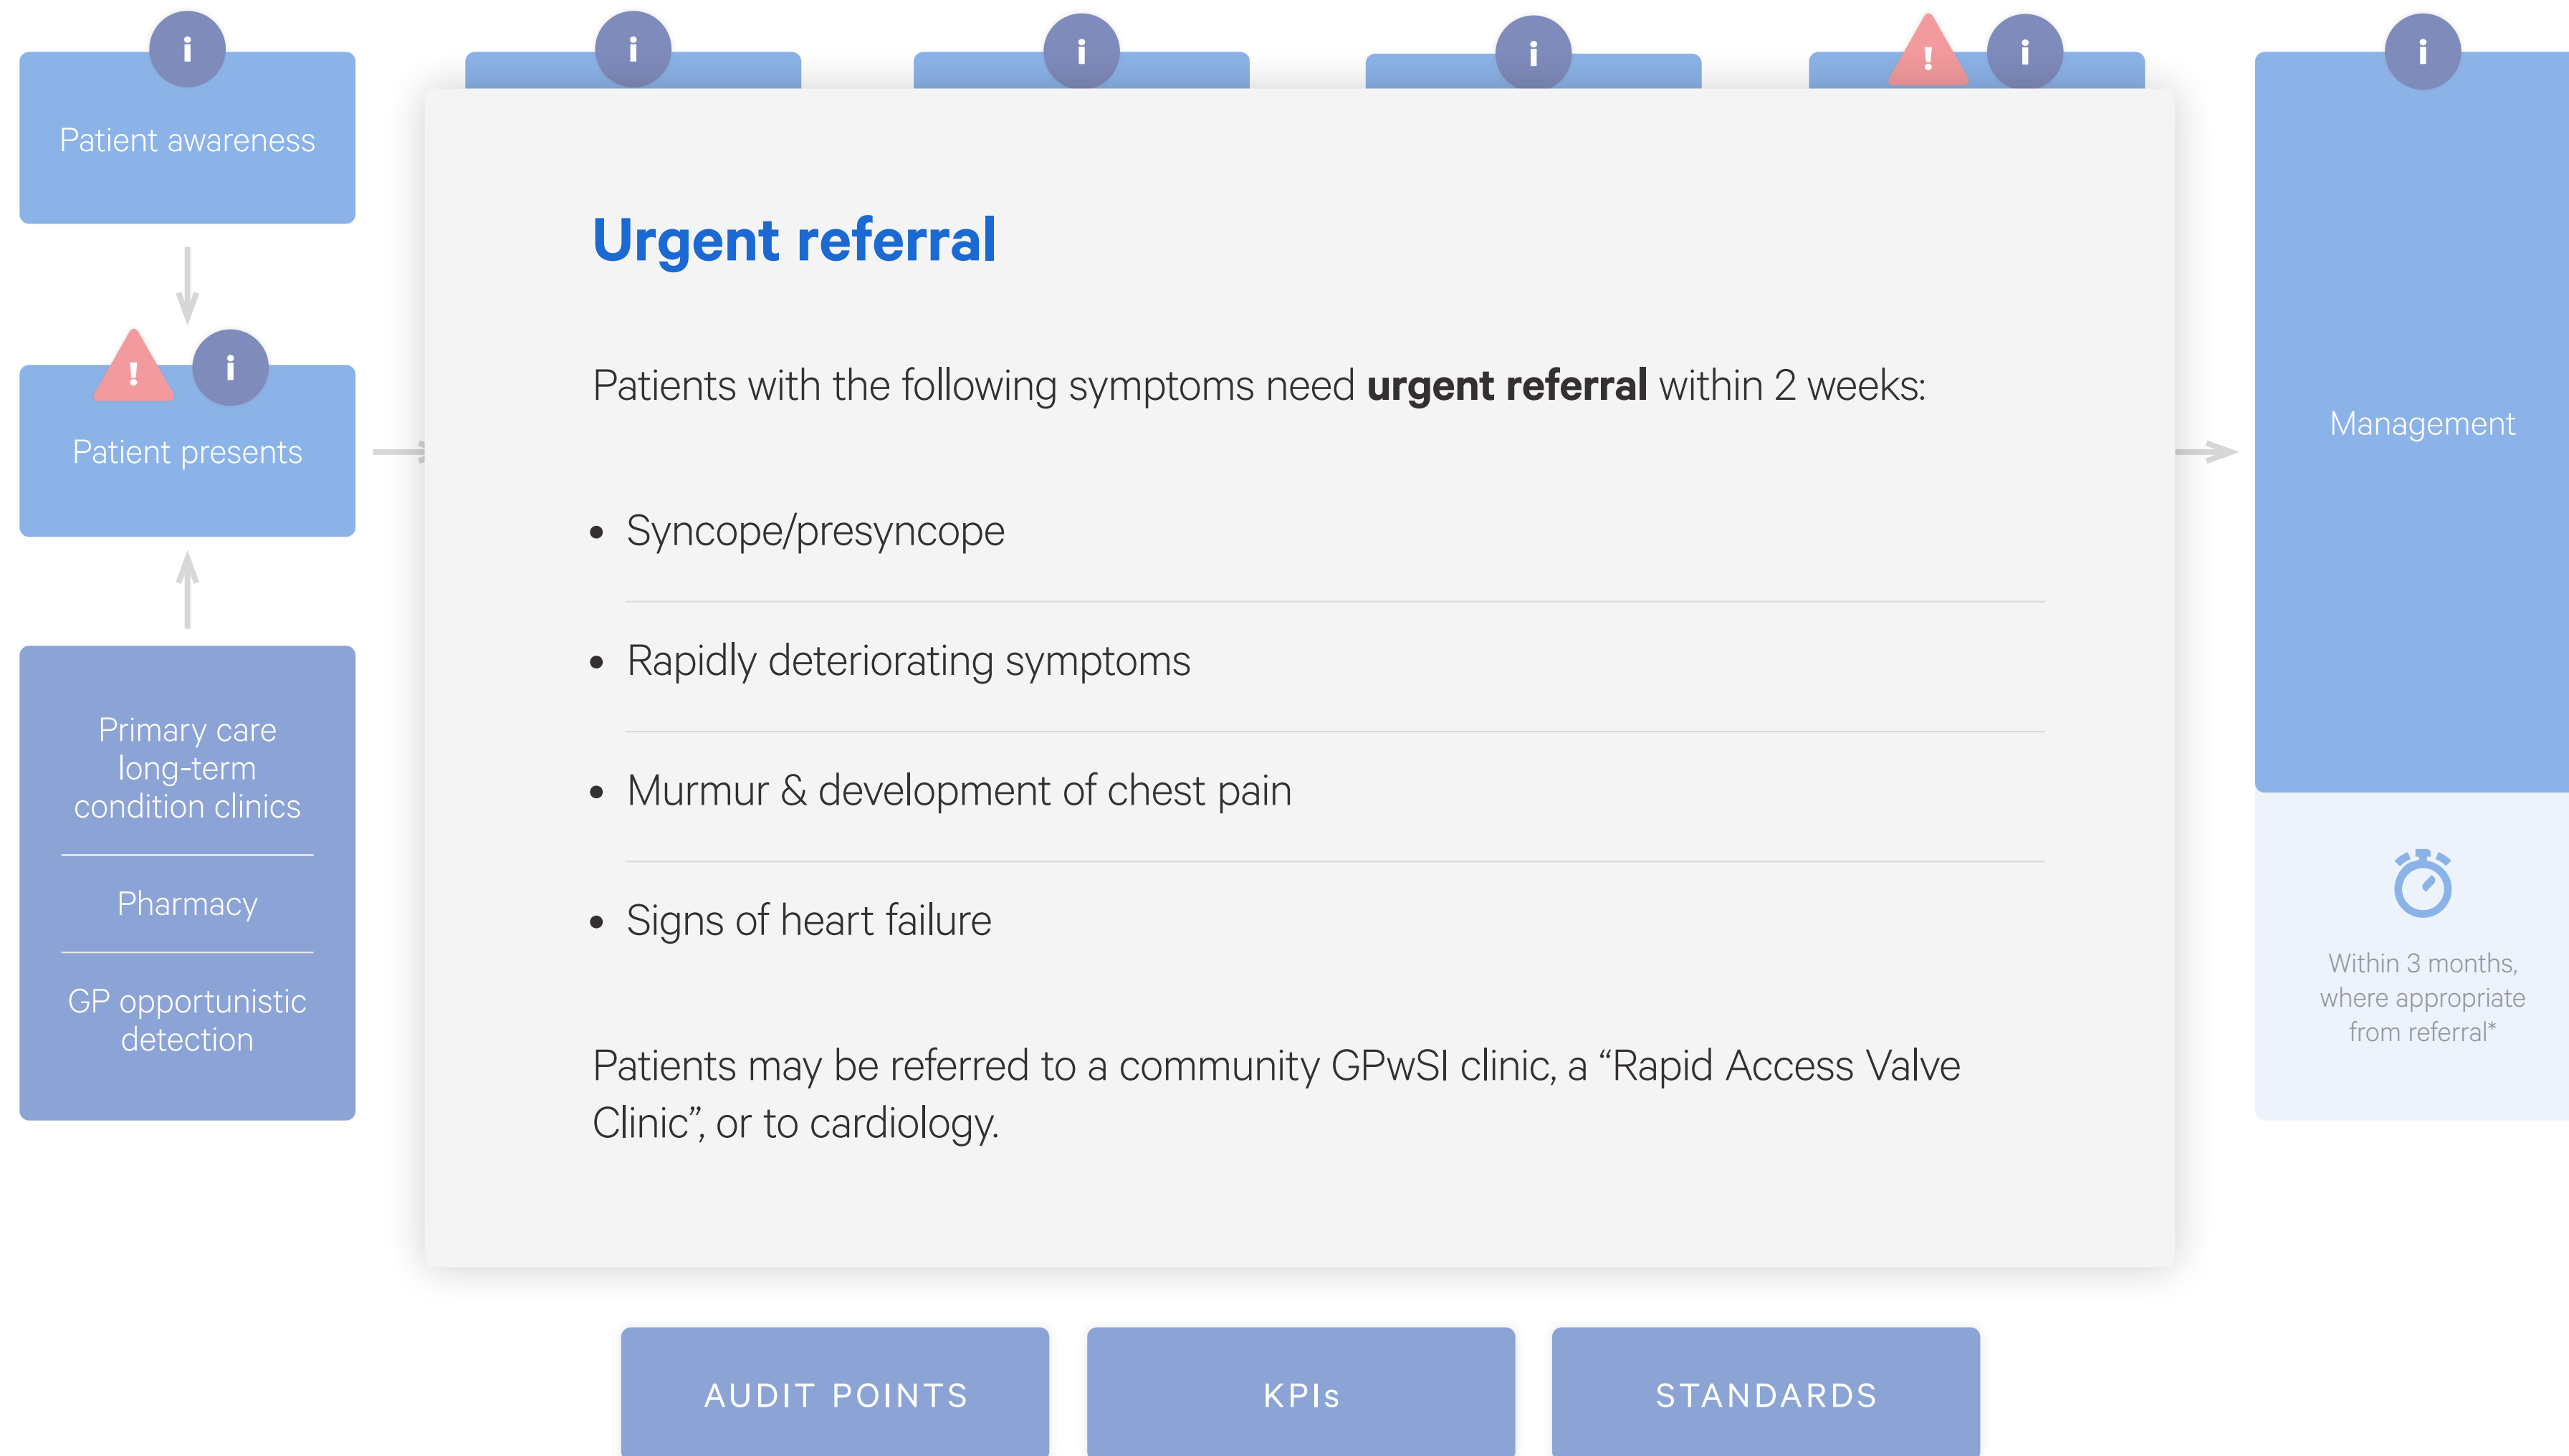 Patient awareness
Patient presents
Primary care
long-term
condition clinics
Pharmacy
GP opportunistic
detection
Urgent referral
Patients with the following symptoms need urgent referral within 2 weeks:
• Syncope/presyncope
• Rapidly deteriorating symptoms
• Murmur & development of chest pain
• Signs of heart failure
Patients may be referred to a community GPwSI clinic, a “Rapid Access Valve
Clinic”, or to cardiology.
Management
Within 3 months,
where appropriate
from referral*
AUDIT POINTS
KPIs
STANDARDS